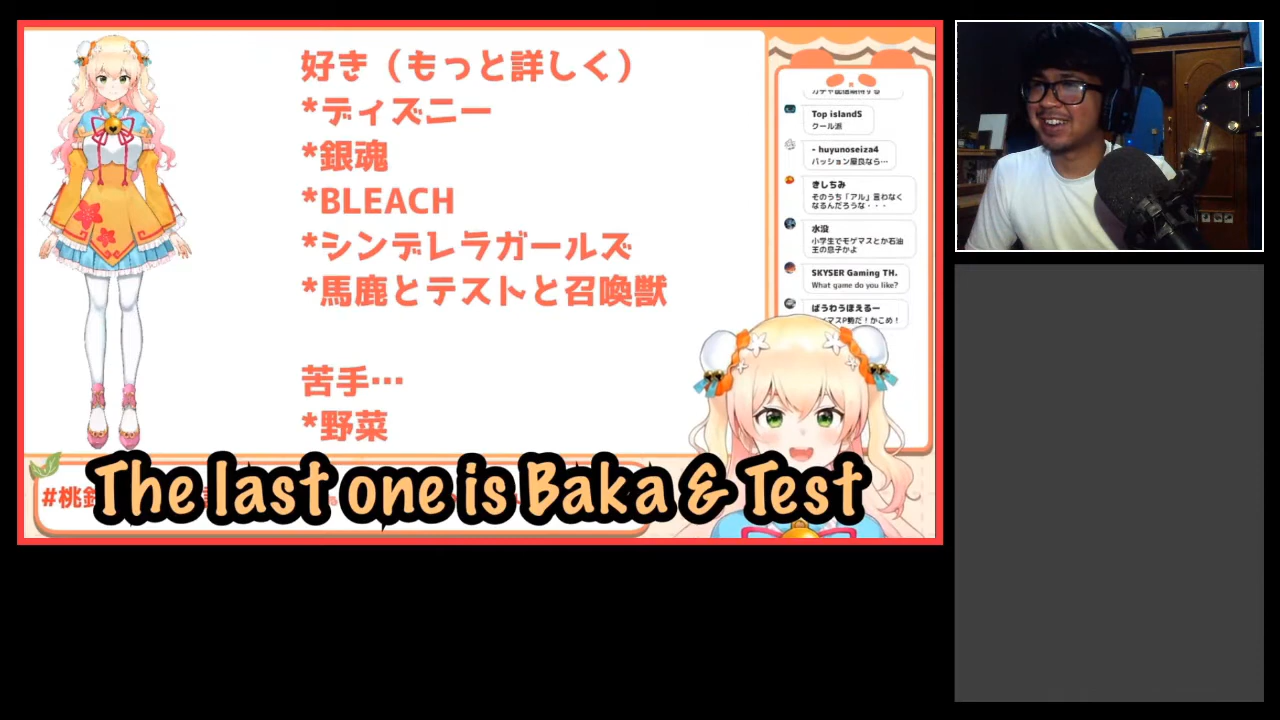 好き（もっと詳しく）
*ディズニー
*銀魂
*BLEACH
*シンデレラガールズ
*馬鹿とテストと召喚獣
苦手…
*野菜
Top island5
クール派
- huyunoseiza4
パッション屋良なら…
きしちみ
そのうち「アル」言わなく
なるんだろうな・・・
水没
小学生でモゲマスとか石油
王の息子かよ
SKYSER Gaming TH.
What game do you like?
ばうわうぽえるー
マスP勢だ！かこめ！
#桃鈴
The last one is Baka & Test